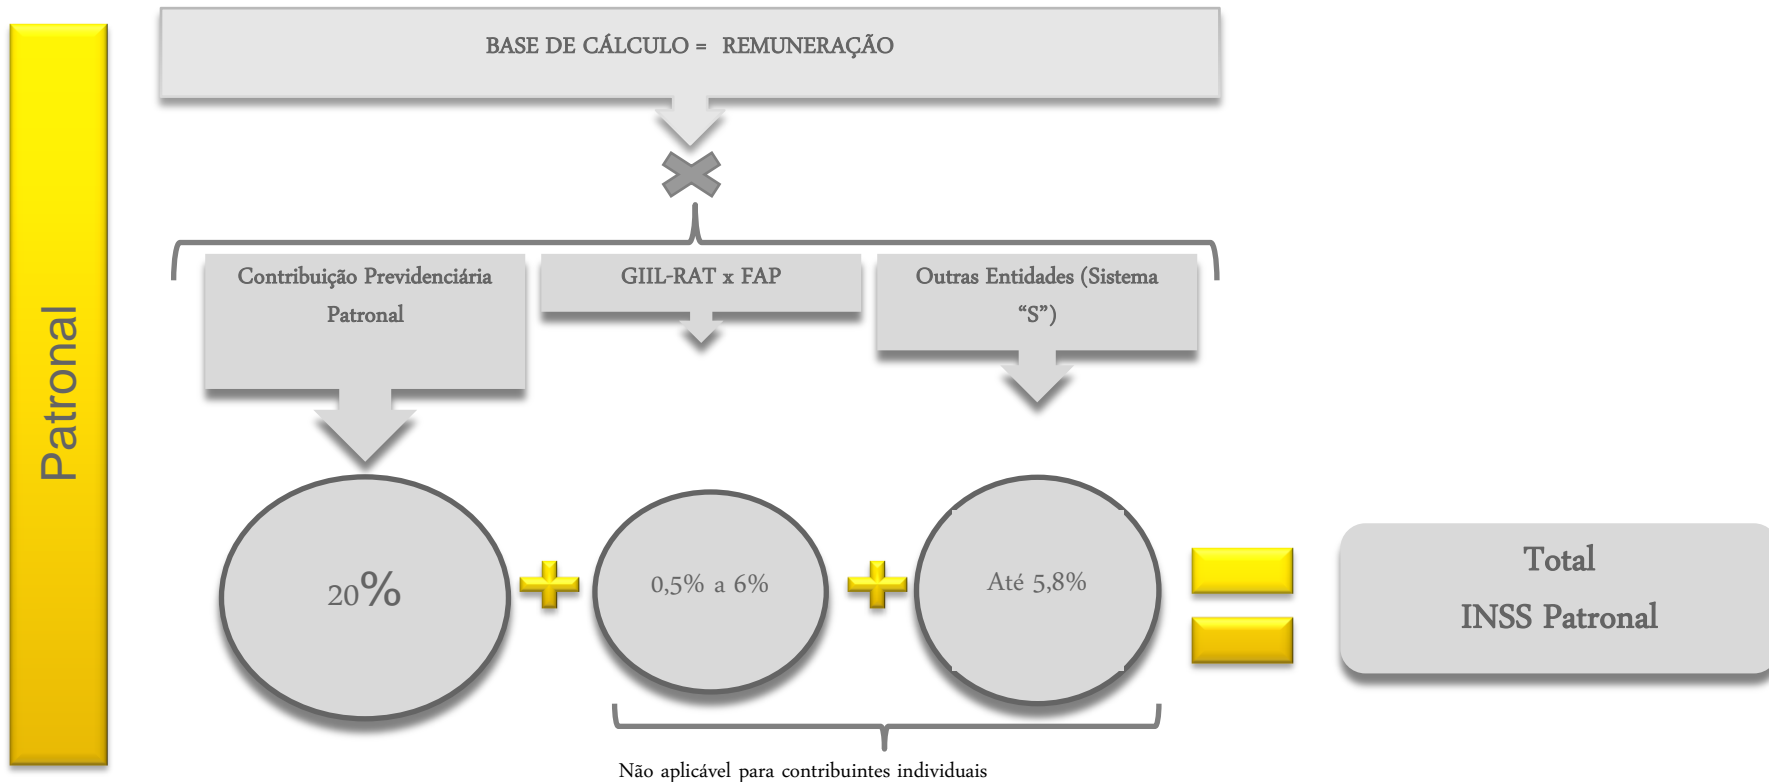 Patronal
BASE DE CÁLCULO = REMUNERAÇÃO
Contribuição Previdenciária
Patronal
GIIL-RAT x FAP
Outras Entidades (Sistema
“S”)
20%
0,5% a 6%
Até 5,8%
Total
INSS Patronal
Não aplicável para contribuintes individuais